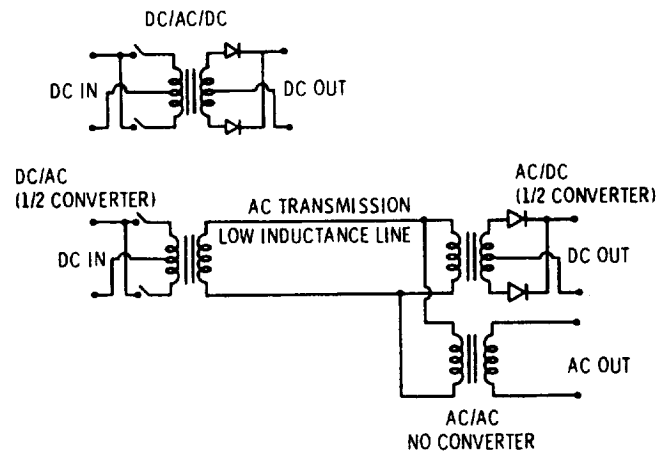 DC/AC/DC
DC IN
DC OUT
DC/AC
(1/2 CONVERTER)
AC/DC
(1/2 CONVERTER)
AC TRANSMISSION
LOW INDUCTANCE LINE
DC IN
DC OUT
AC OUT
AC/AC
NO CONVERTER